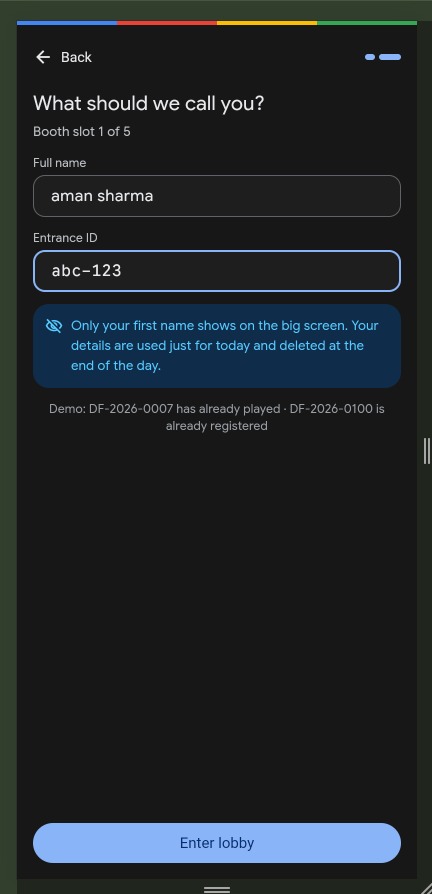 Back
What should we call you?
Booth slot 1 of 5
Full name
aman sharma
Entrance ID
abc-123
Only your first name shows on the big screen. Your
details are used just for today and deleted at the
end of the day.
Demo: DF-2026-0007 has already played · DF-2026-0100 is
already registered
Enter lobby